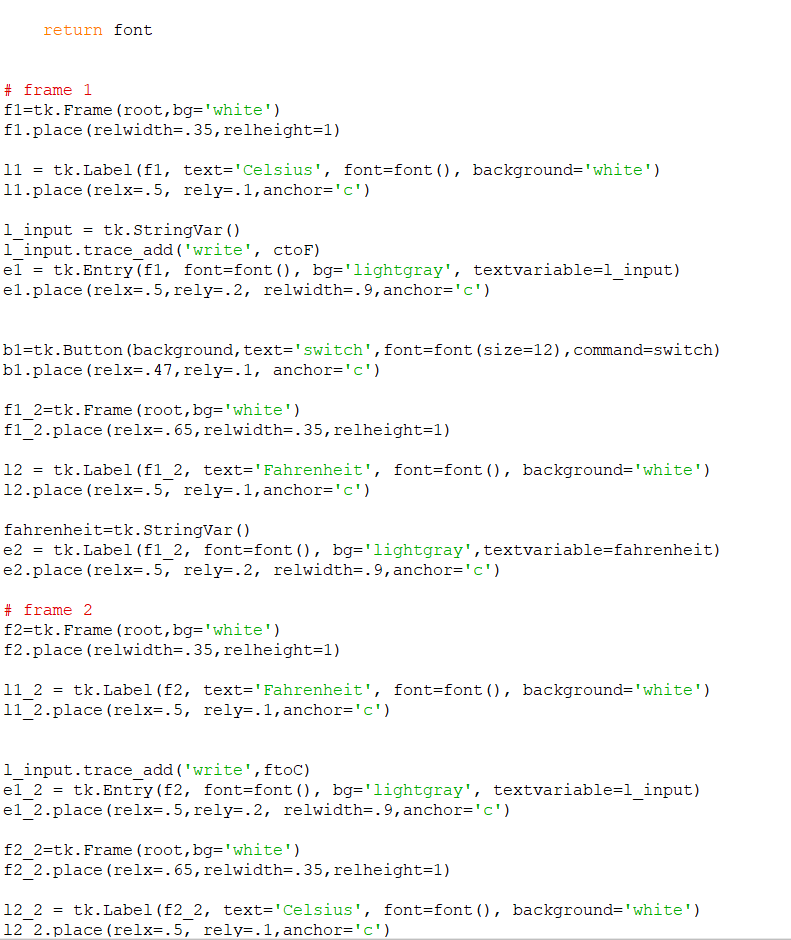 return font
# frame 1
f1=tk.Frame(root,bg='white')
f1.place(relwidth=.35,relheight=1)
l1 = tk.Label(f1, text='Celsius', font=font(), background='white')
l1.place(relx=.5, rely=.1,anchor='c')
l_input = tk.StringVar()
l_input.trace_add('write', ctoF)
e1 = tk.Entry(f1, font=font(), bg='lightgray', textvariable=l_input)
e1.place(relx=.5,rely=.2, relwidth=.9,anchor='c')
b1=tk.Button(background,text='switch',font=font(size=12),command=switch)
b1.place(relx=.47,rely=.1, anchor='c')
f1_2=tk.Frame(root,bg='white')
f1_2.place(relx=.65,relwidth=.35,relheight=1)
l2 = tk.Label(f1_2, text='Fahrenheit', font=font(), background='white')
l2.place(relx=.5, rely=.1,anchor='c')
fahrenheit=tk.StringVar()
e2 = tk.Label(f1_2, font=font(), bg='lightgray',textvariable=fahrenheit)
e2.place(relx=.5, rely=.2, relwidth=.9,anchor='c')
# frame 2
f2=tk.Frame(root,bg='white')
f2.place(relwidth=.35,relheight=1)
l1_2 = tk.Label(f2, text='Fahrenheit', font=font(), background='white')
l1_2.place(relx=.5, rely=.1,anchor='c')
l_input.trace_add('write',ftoC)
e1_2 = tk.Entry(f2, font=font(), bg='lightgray', textvariable=l_input)
e1_2.place(relx=.5,rely=.2, relwidth=.9,anchor='c')
f2_2=tk.Frame(root,bg='white')
f2_2.place(relx=.65,relwidth=.35,relheight=1)
l2_2 = tk.Label(f2_2, text='Celsius', font=font(), background='white')
l2_2.place(relx=.5, rely=.1,anchor='c')